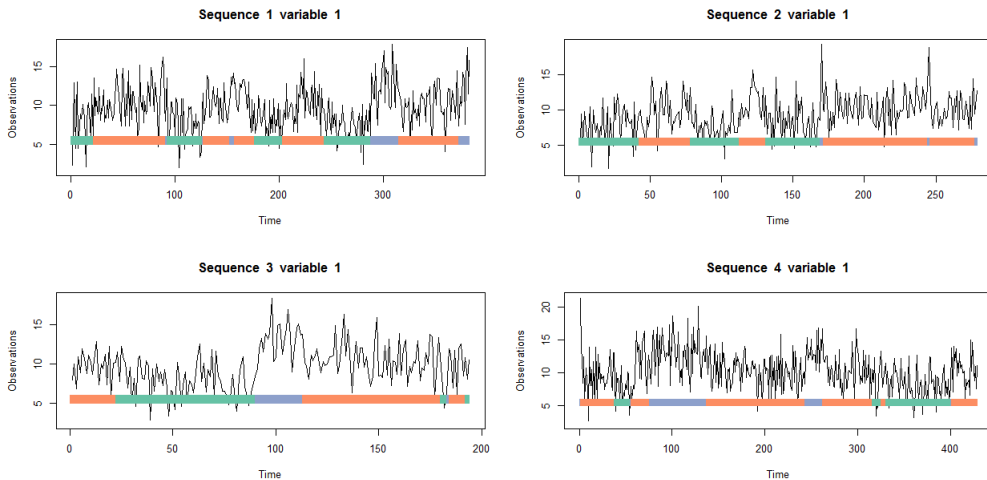 Sequence 1 variable 1
Observations
15
10
5
0
100
200
300
Time
Sequence 2 variable 1
Observations
15
10
5
0
50
100
150
200
250
Time
Sequence 3 variable 1
Observations
15
10
5
0
50
100
150
200
Time
Sequence 4 variable 1
Observations
20
15
10
5
0
100
200
300
400
Time